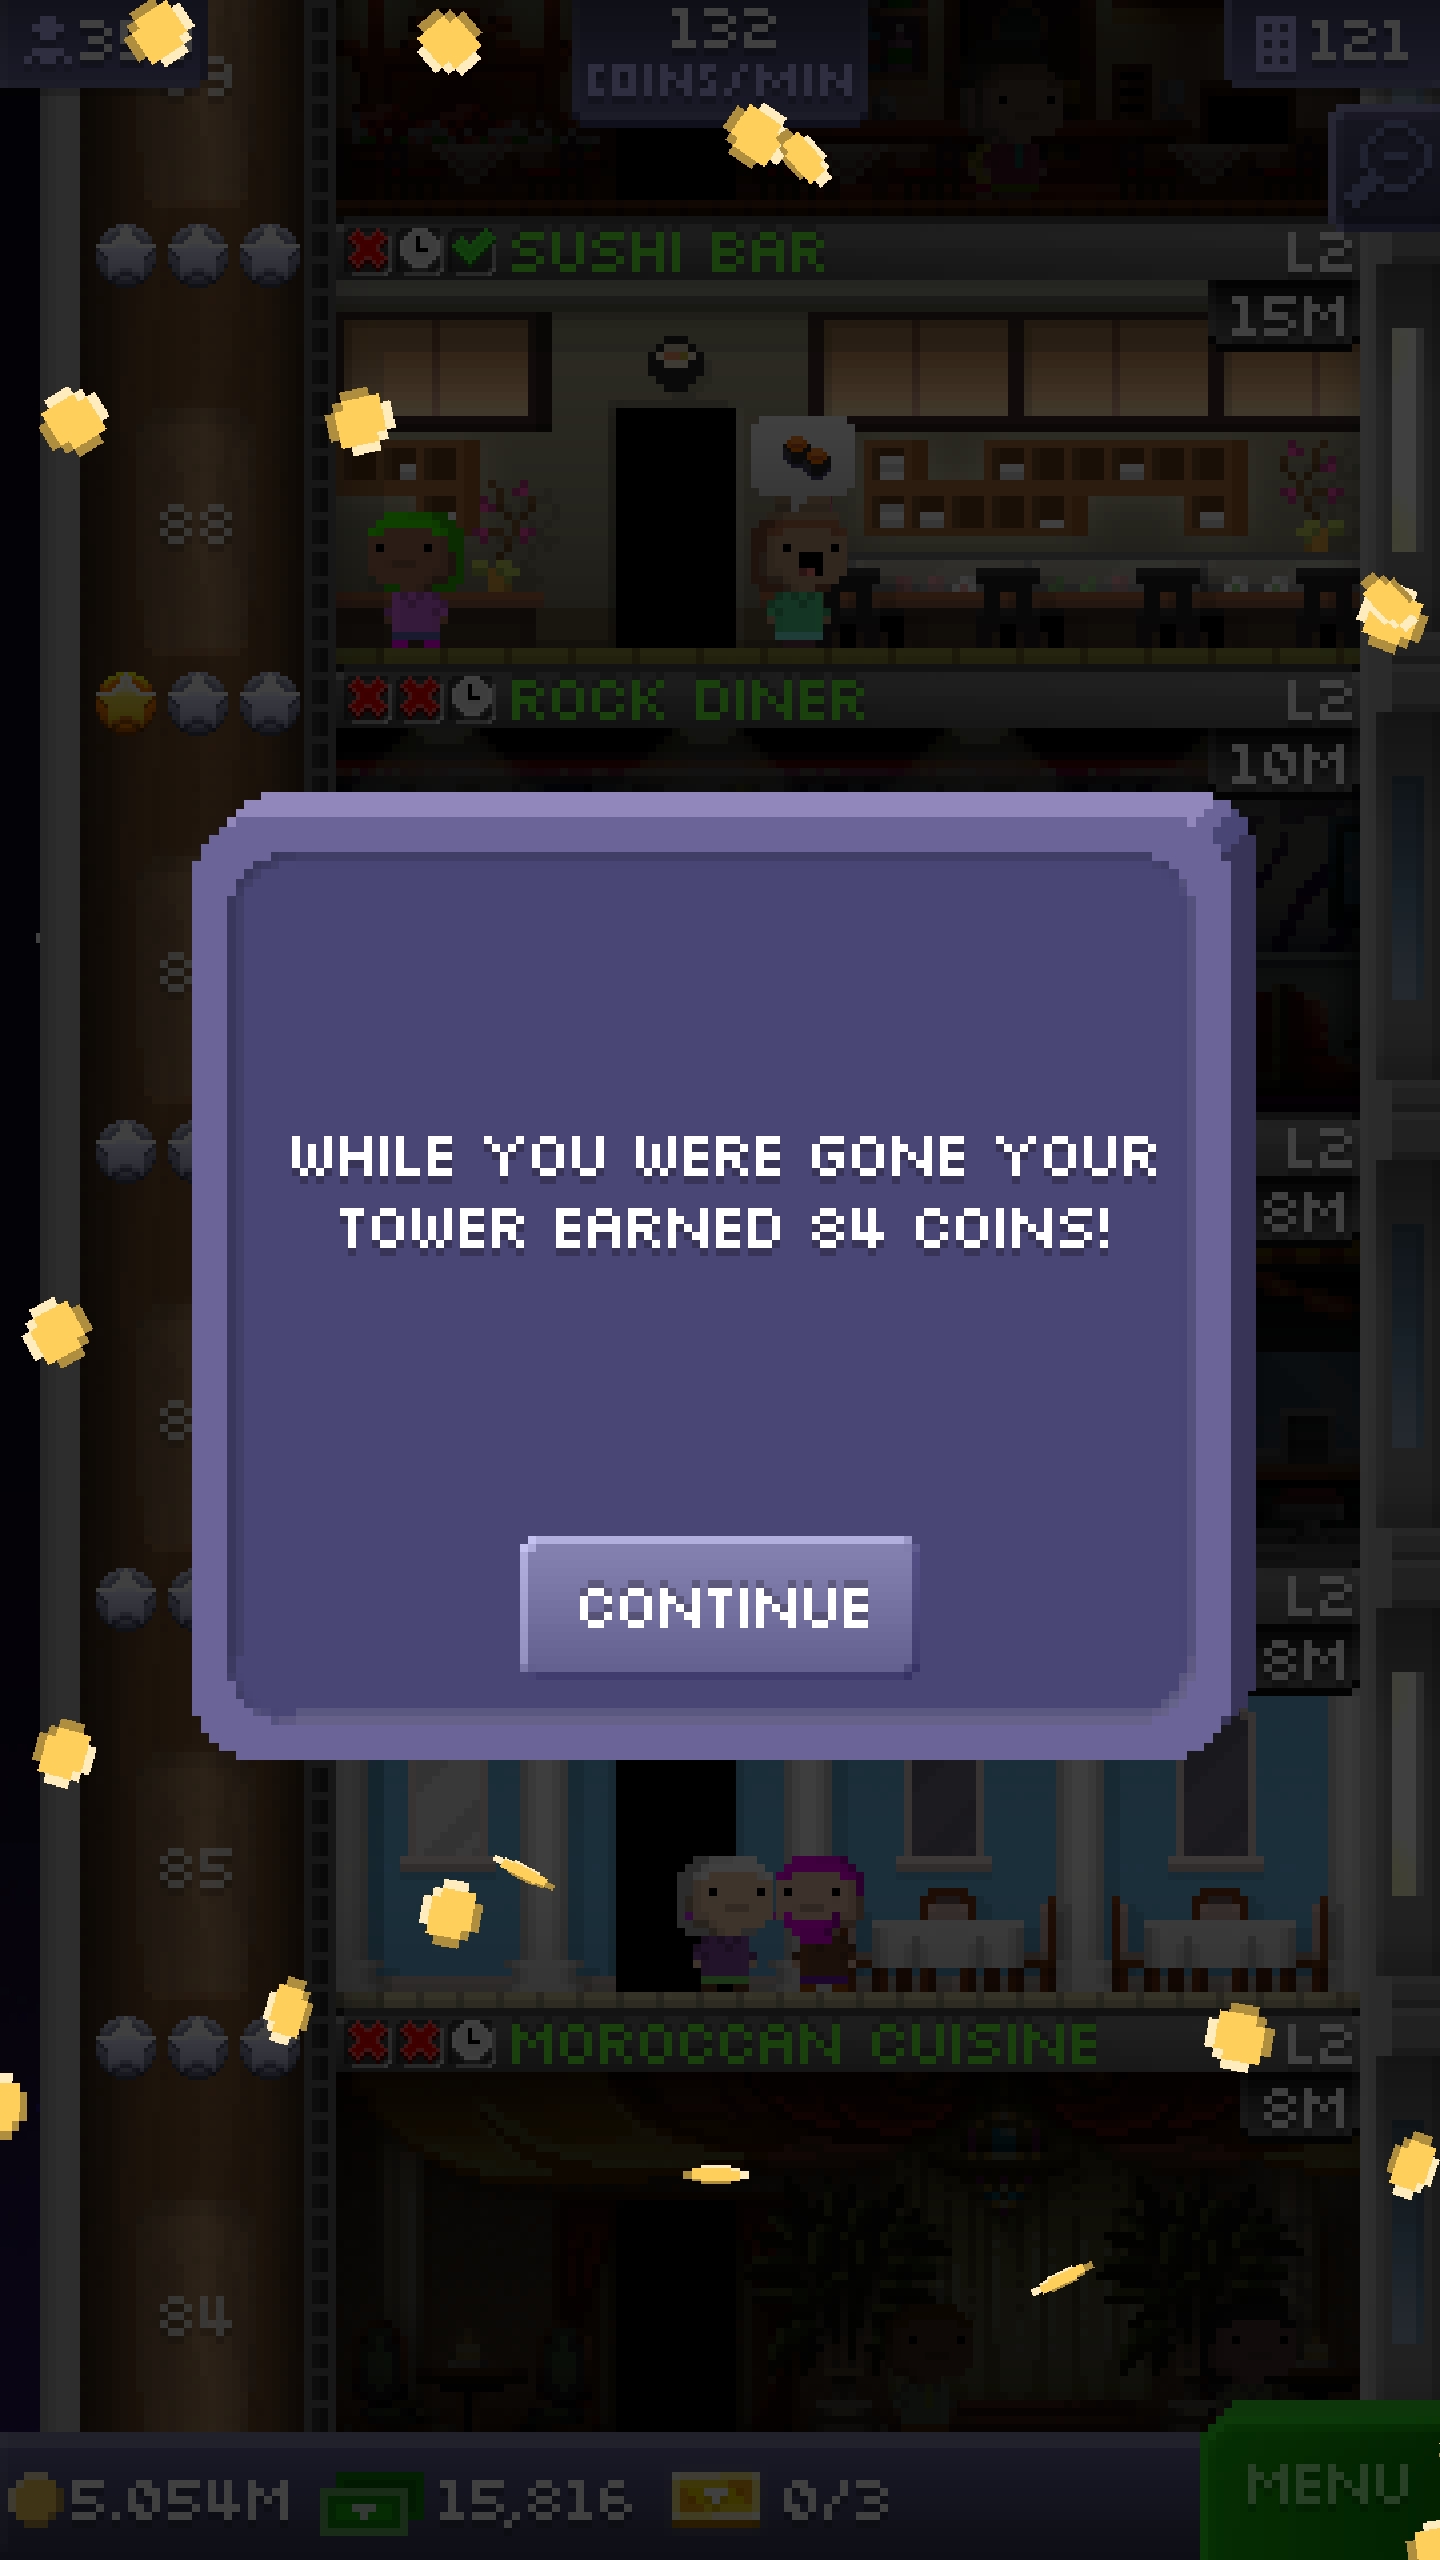 132
COINS/MIN
121
SUSHI BAR
L2
15M
88
ROCK DINER
L2
10M
L2
8M
WHILE YOU WERE GONE YOUR
TOWER EARNED 84 COINS!
L2
8M
CONTINUE
85
MOROCCAN CUISINE
L2
8M
84
5.054M
15,816
0/3
MENU